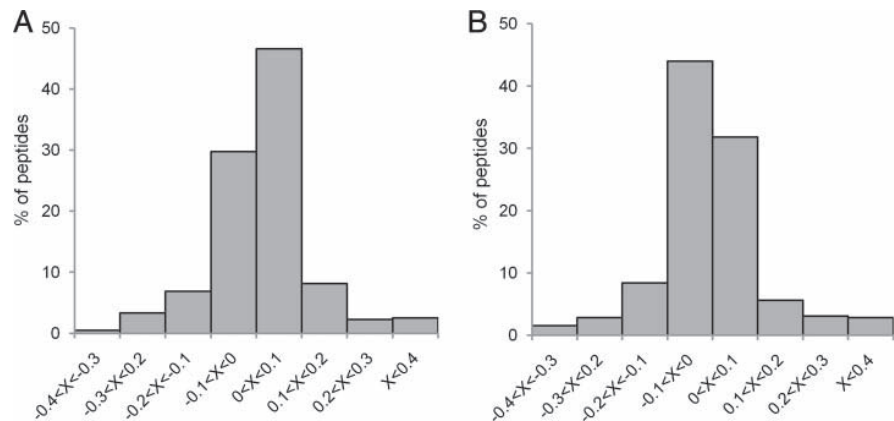 A
% of peptides
50
40
30
20
10
0
-0.4<X<-0.3
-0.3<X<0.2
-0.2<X<-0.1
-0.1<X<0
0<X<0.1
0.1<X<0.2
0.2<X<0.3
X<0.4
B
% of peptides
50
40
30
20
10
0
-0.4<X<-0.3
-0.3<X<0.2
-0.2<X<-0.1
-0.1<X<0
0<X<0.1
0.1<X<0.2
0.2<X<0.3
X<0.4